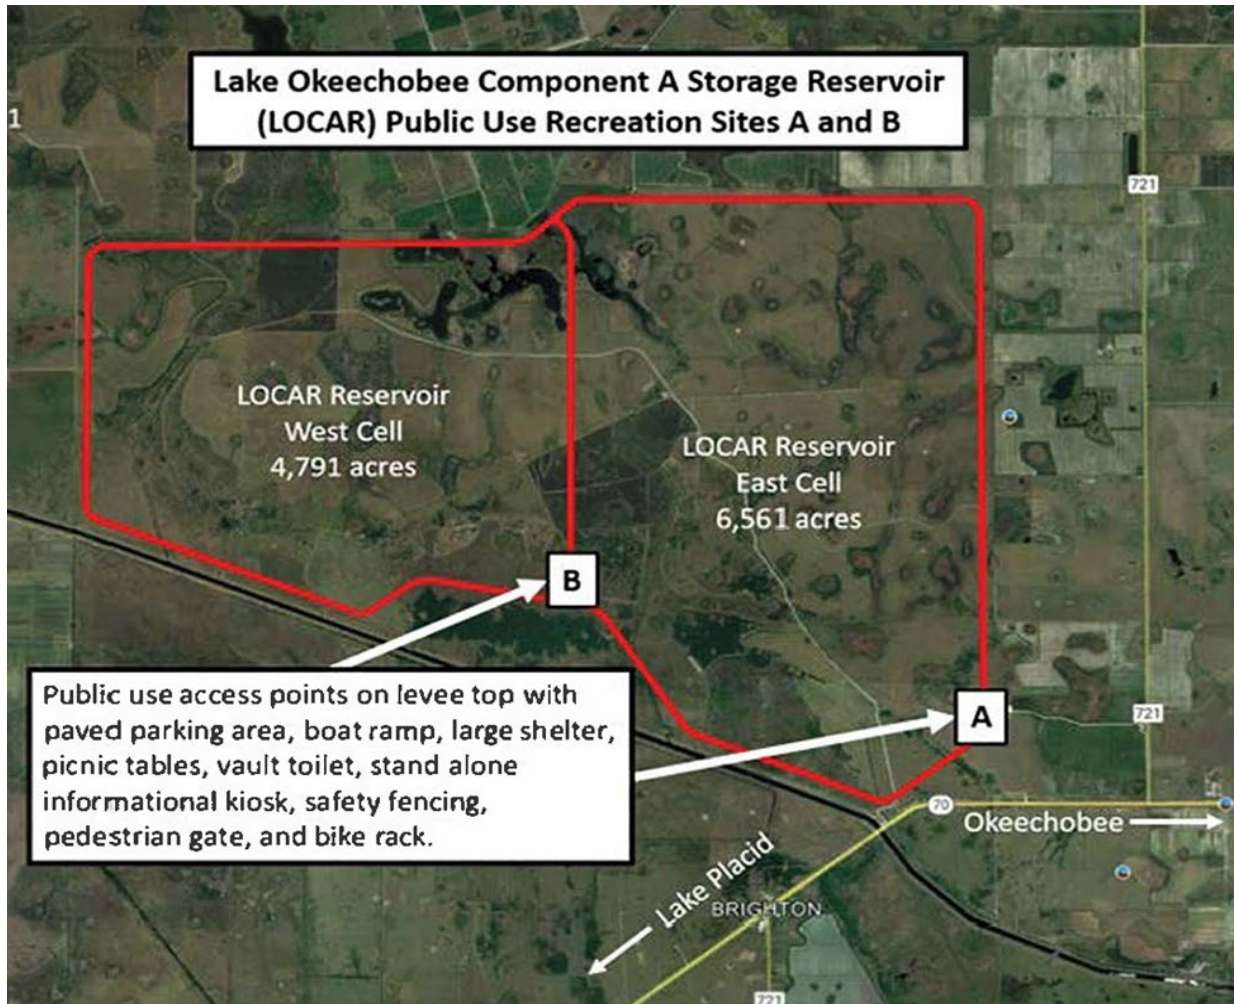 Lake Okeechobee Component A Storage Reservoir
(LOCAR) Public Use Recreation Sites A and B
1
721
LOCAR Reservoir
West Cell
4,791 acres
LOCAR Reservoir
East Cell
6,561 acres
B
A
Public use access points on levee top with
paved parking area, boat ramp, large shelter,
picnic tables, vault toilet, stand alone
informational kiosk, safety fencing,
pedestrian gate, and bike rack.
721
70
Okeechobee
Lake Placid
BRIGHTON
721